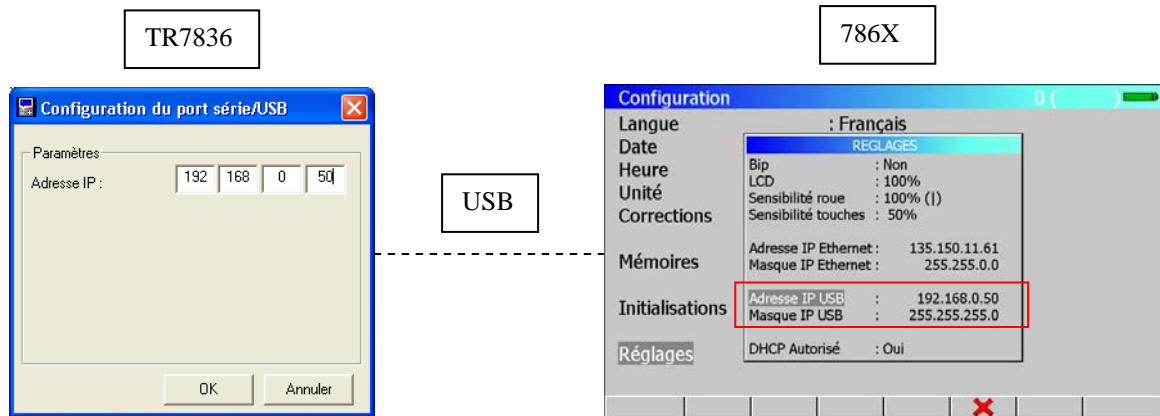 TR7836
786X
Configuration du port série/USB
Paramètres
Adresse IP : 192 168 0 50
OK Annuler
USB
Configuration 0 ( )
Langue : Français
Date
Heure
Unité
Corrections
Mémoires
Initialisations
Réglages
REGLAGES
Bip : Non
LCD : 100%
Sensibilité roue : 100% (|)
Sensibilité touches : 50%
Adresse IP Ethernet : 135.150.11.61
Masque IP Ethernet : 255.255.0.0
Adresse IP USB : 192.168.0.50
Masque IP USB : 255.255.255.0
DHCP Autorisé : Oui